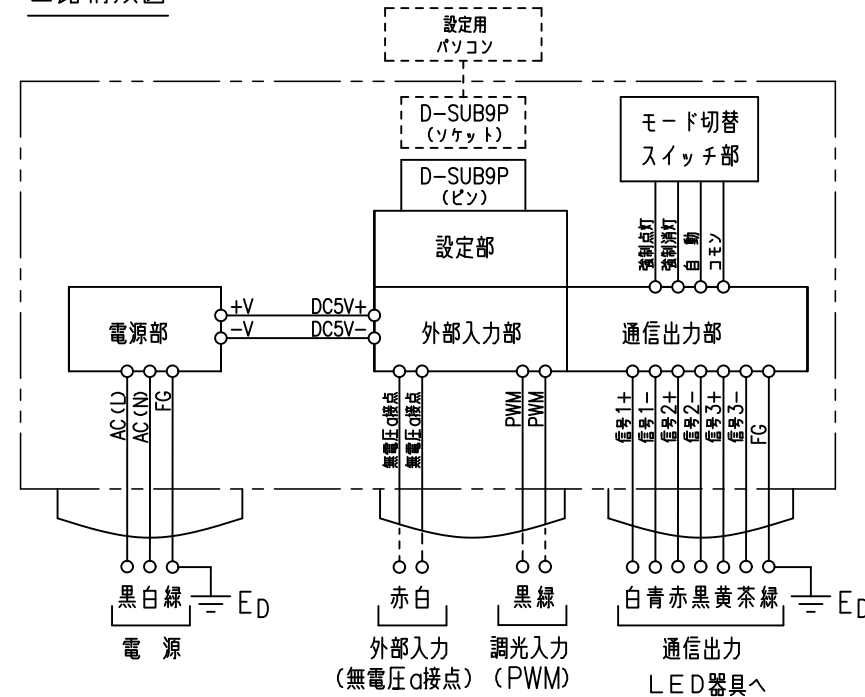 設定用
パソコン
D-SUB9P
(ソケット)
D-SUB9P
(ピン)
モード切替
スイッチ部
設定部
強制点灯
強制消灯
自動
コモン
電源部
+V
-V
DC5V+
DC5V-
外部入力部
通信出力部
AC(L)
AC(N)
FG
無電圧a接点
無電圧a接点
PWM
PWM
信号1+
信号1-
信号2+
信号2-
信号3+
信号3-
FG
黒白緑
ED
電 源
赤白
外部入力
(無電圧a接点)
黒緑
調光入力
(PWM)
白青赤黒黄茶緑
ED
通信出力
LED器具へ